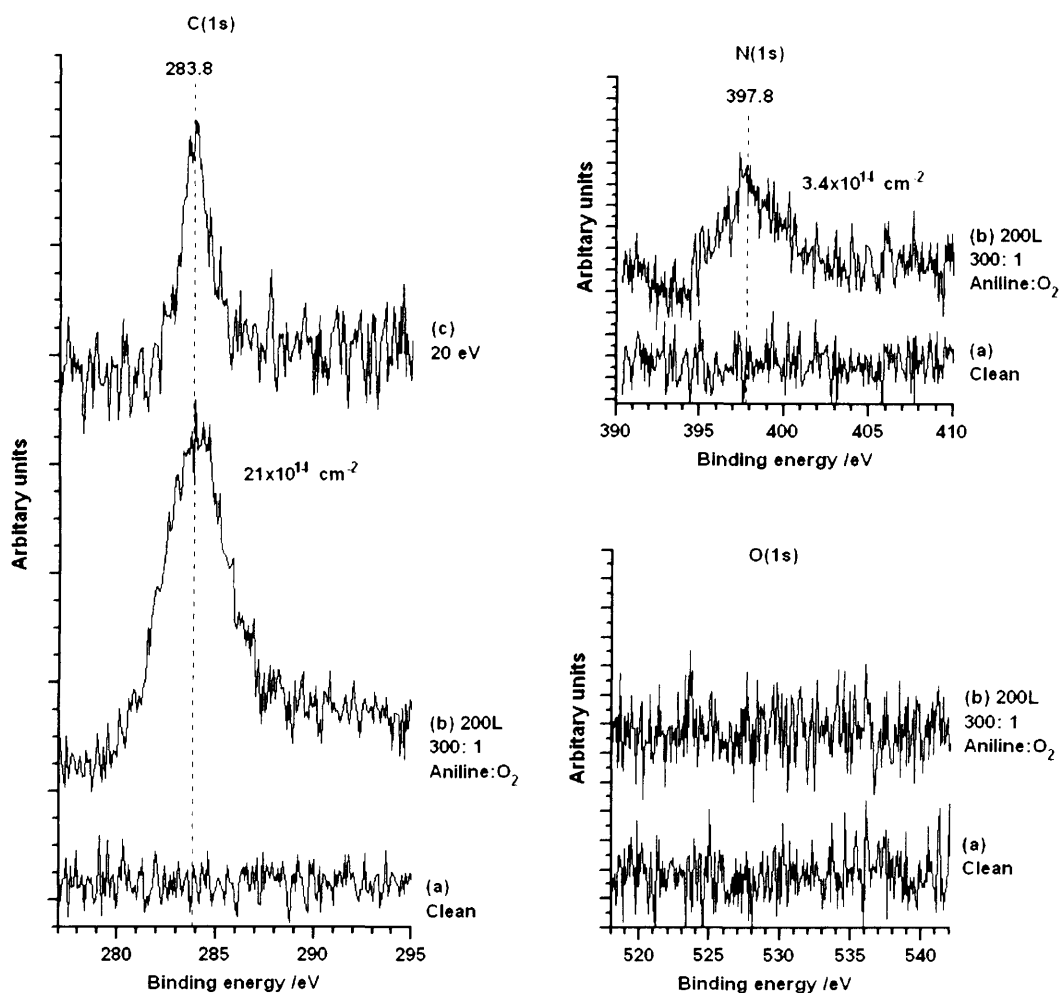 C(1s)
283.8
(c)
20 eV
21x10^14 cm^-2
(b) 200L
300: 1
Aniline:O2
(a)
Clean
Arbitary units
Arbitary units
280 285 290 295
Binding energy /eV
N(1s)
397.8
3.4x10^14 cm^-2
(b) 200L
300: 1
Aniline:O2
(a)
Clean
Arbitary units
390 395 400 405 410
Binding energy /eV
O(1s)
(b) 200L
300: 1
Aniline:O2
(a)
Clean
Arbitary units
520 525 530 535 540
Binding energy /eV